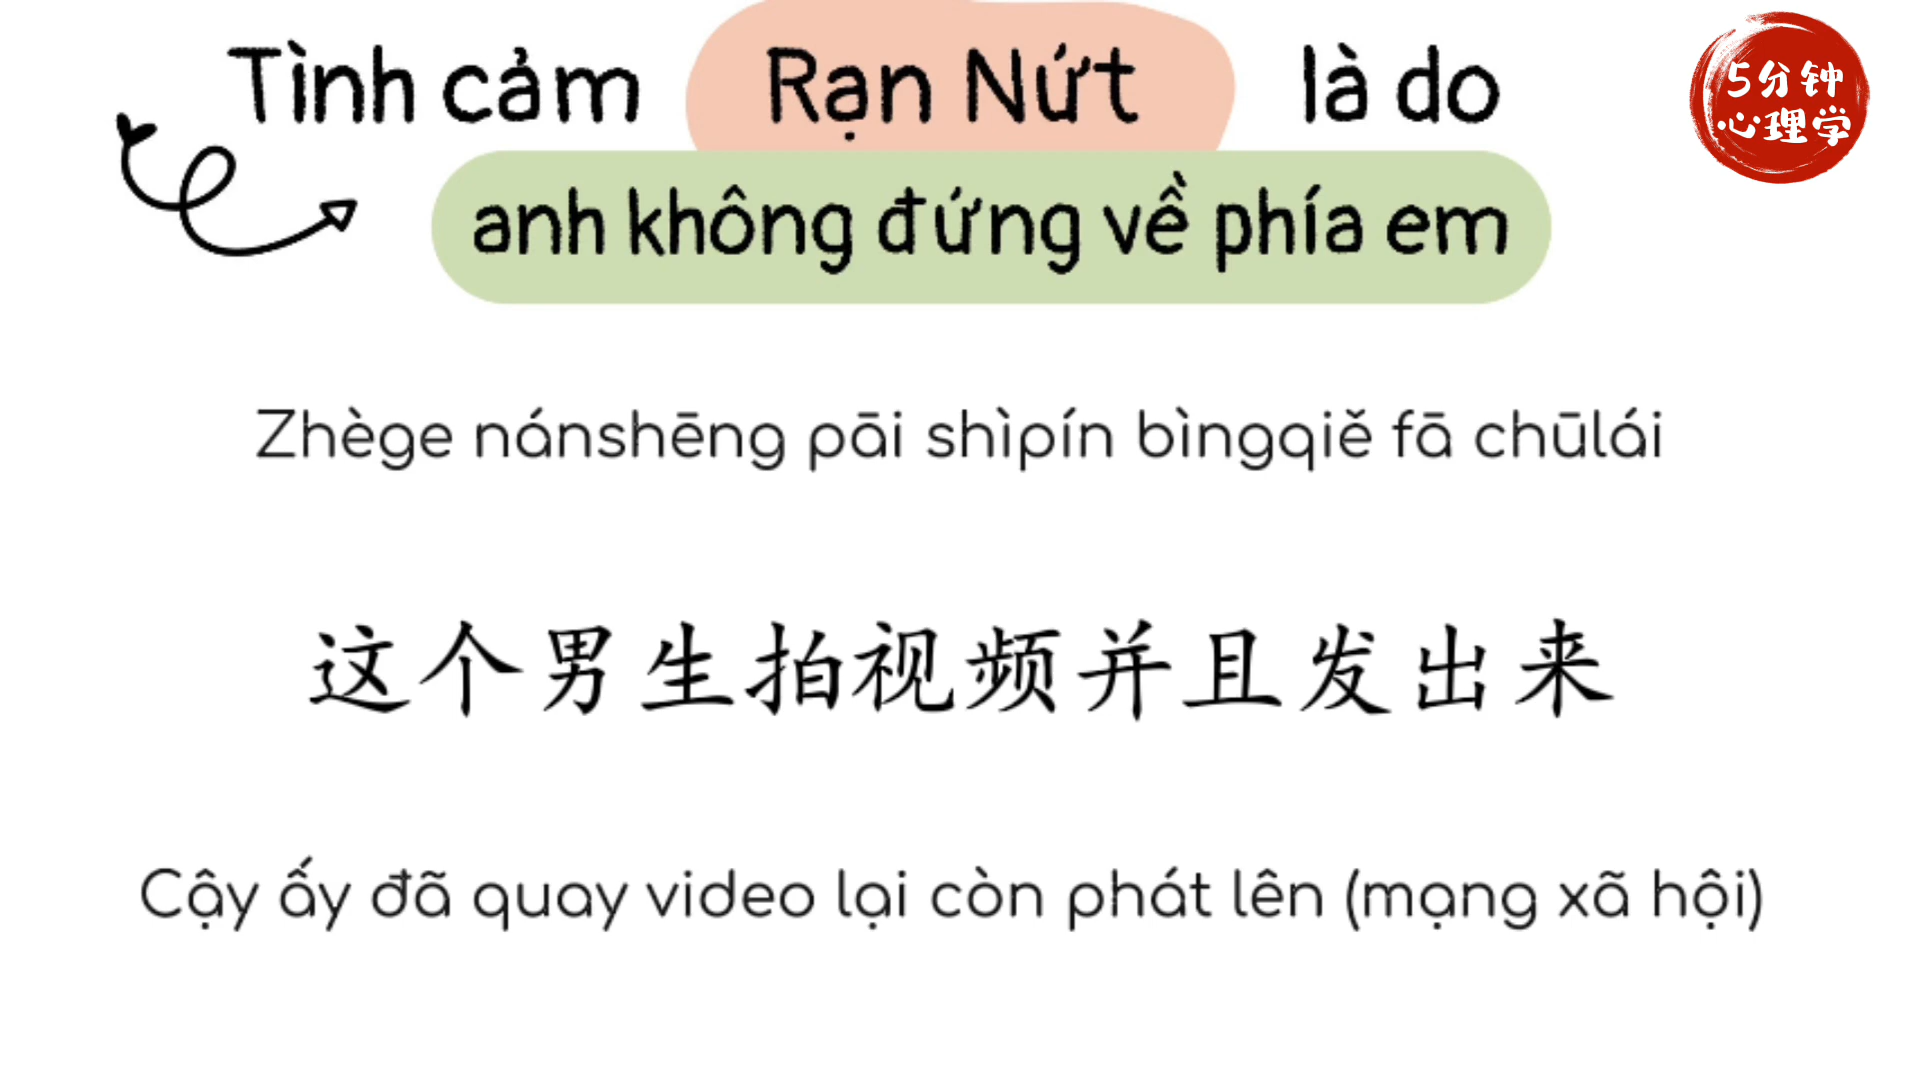 Tình cảm Rạn Nứt là do
anh không đứng về phía em
5分钟
心理学
Zhège nánshēng pāi shìpín bìngqiě fā chūlái
这个男生拍视频并且发出来
Cậy ấy đã quay video lại còn phát lên (mạng xã hội)